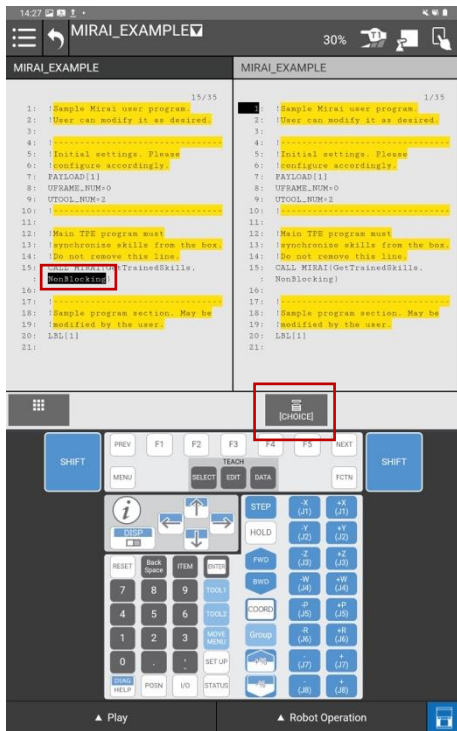 14:27
MIRAI_EXAMPLE
30%
T1
MIRAI_EXAMPLE
15/35
1: !Sample Mirai user program.
2: !User can modify it as desired.
3:
4: !-----------------------------
5: !Initial settings. Please
6: !configure accordingly.
7: PAYLOAD[1]
8: UFRAME_NUM=0
9: UTOOL_NUM=2
10: !-----------------------------
11:
12: !Main TPE program must
13: !synchronise skills from the box.
14: !Do not remove this line.
15: CALL MIRAI(GetTrainedSkills,
: NonBlocking)
16:
17: !-----------------------------
18: !Sample program section. May be
19: !modified by the user.
20: LBL[1]
21:
MIRAI_EXAMPLE
1/35
1: !Sample Mirai user program.
2: !User can modify it as desired.
3:
4: !-----------------------------
5: !Initial settings. Please
6: !configure accordingly.
7: PAYLOAD[1]
8: UFRAME_NUM=0
9: UTOOL_NUM=2
10: !-----------------------------
11:
12: !Main TPE program must
13: !synchronise skills from the box.
14: !Do not remove this line.
15: CALL MIRAI(GetTrainedSkills,
: NonBlocking)
16:
17: !-----------------------------
18: !Sample program section. May be
19: !modified by the user.
20: LBL[1]
21:
[CHOICE]
SHIFT
PREV F1 F2 F3 F4 F5 NEXT
SHIFT
TEACH
MENU SELECT EDIT DATA FCTN
i
DISP
STEP -X (J1) +X (J1)
HOLD -Y (J2) +Y (J2)
RESET Back Space ITEM ENTER FWD -Z (J3) +Z (J3)
7 8 9 TOOL1 BWD -W (J4) +W (J4)
4 5 6 TOOL2 COORD -P (J5) +P (J5)
1 2 3 MOVE MENU Group -R (J6) +R (J6)
0 . , - SET UP +% - (J7) + (J7)
DIAG HELP POSN I/O STATUS -% - (J8) + (J8)
▲ Play
▲ Robot Operation